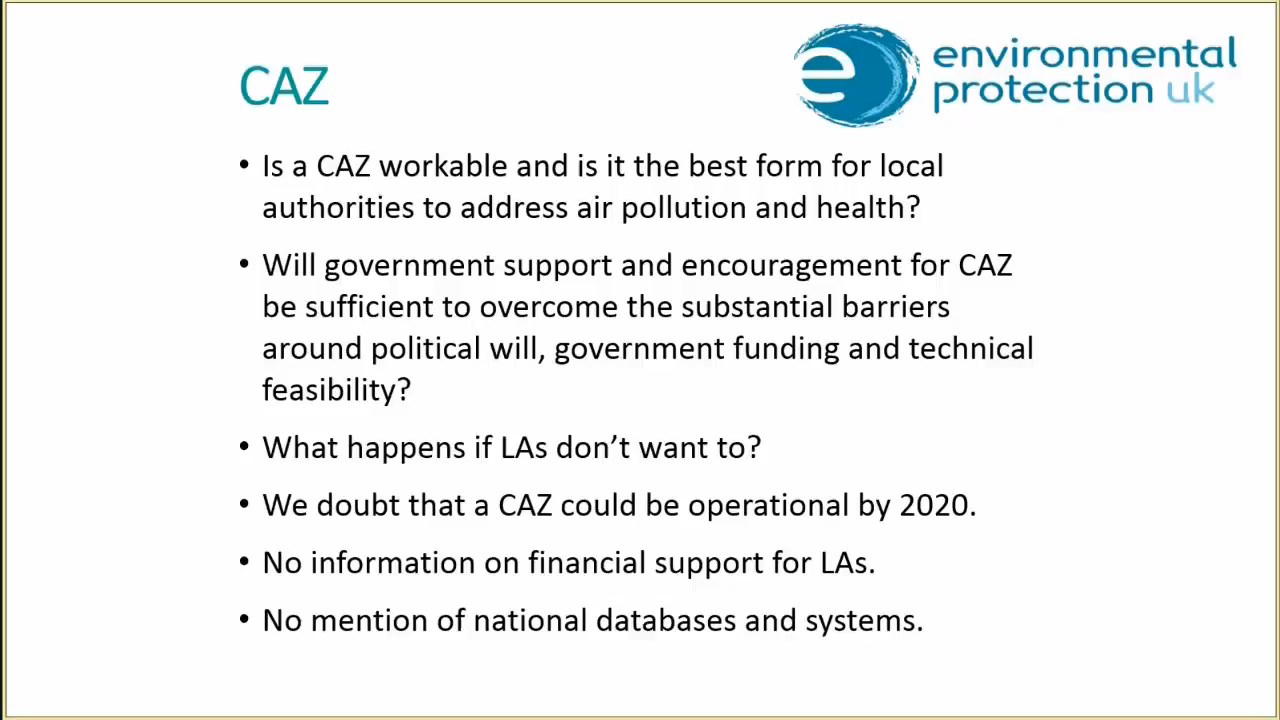 CAZ
environmental
protection uk
• Is a CAZ workable and is it the best form for local
authorities to address air pollution and health?
• Will government support and encouragement for CAZ
be sufficient to overcome the substantial barriers
around political will, government funding and technical
feasibility?
• What happens if LAs don’t want to?
• We doubt that a CAZ could be operational by 2020.
• No information on financial support for LAs.
• No mention of national databases and systems.